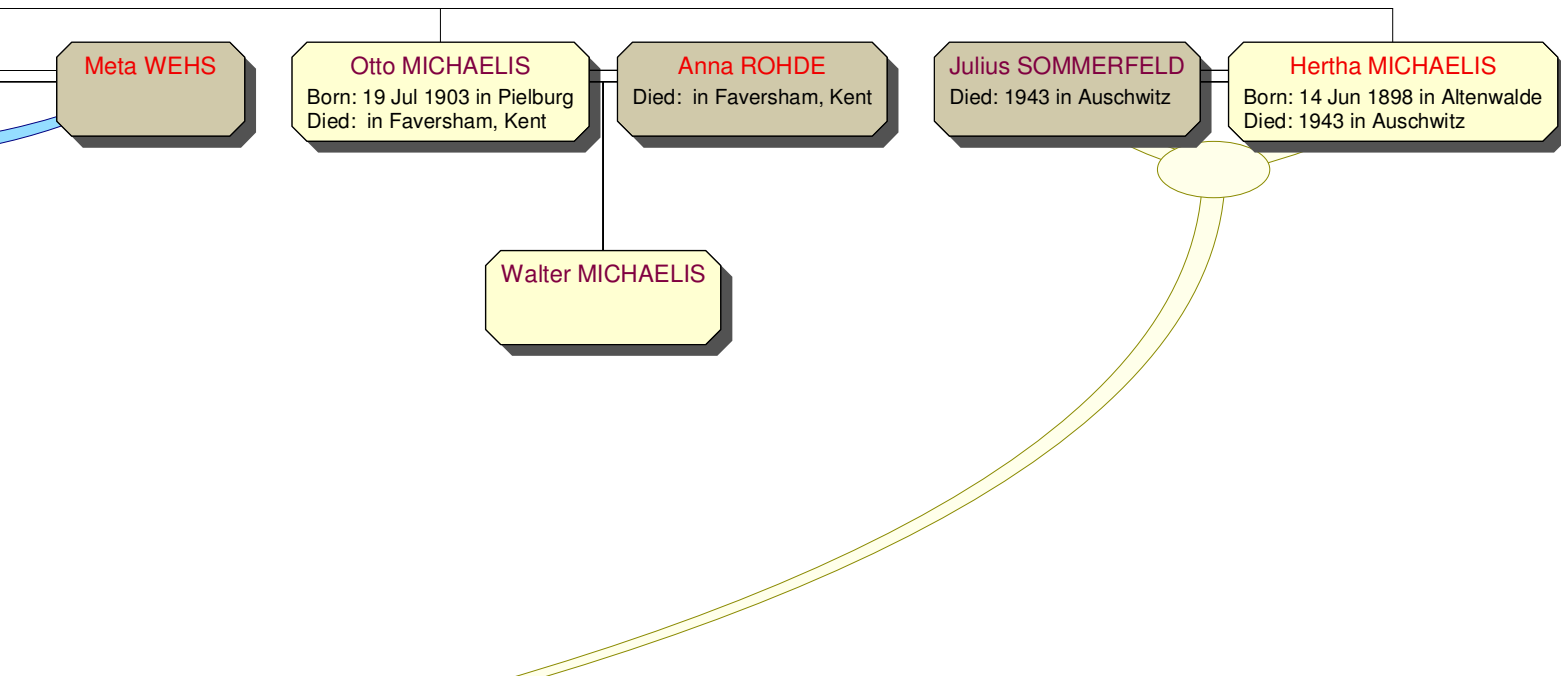 Meta WEHS
Otto MICHAELIS
Born: 19 Jul 1903 in Pielburg
Died:  in Faversham, Kent
Anna ROHDE
Died:  in Faversham, Kent
Julius SOMMERFELD
Died: 1943 in Auschwitz
Hertha MICHAELIS
Born: 14 Jun 1898 in Altenwalde
Died: 1943 in Auschwitz
Walter MICHAELIS